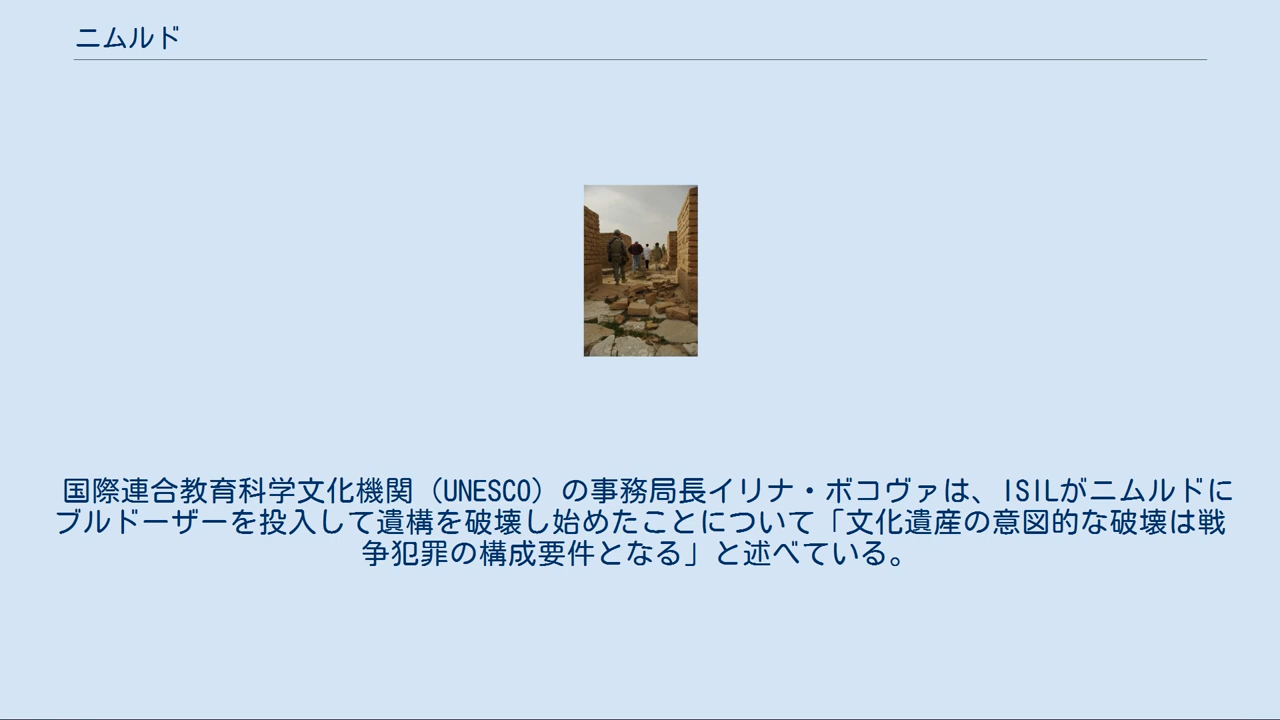 ニムルド
国際連合教育科学文化機関（UNESCO）の事務局長イリナ・ボコヴァは、ISILがニムルドに
ブルドーザーを投入して遺構を破壊し始めたことについて「文化遺産の意図的な破壊は戦
争犯罪の構成要件となる」と述べている。